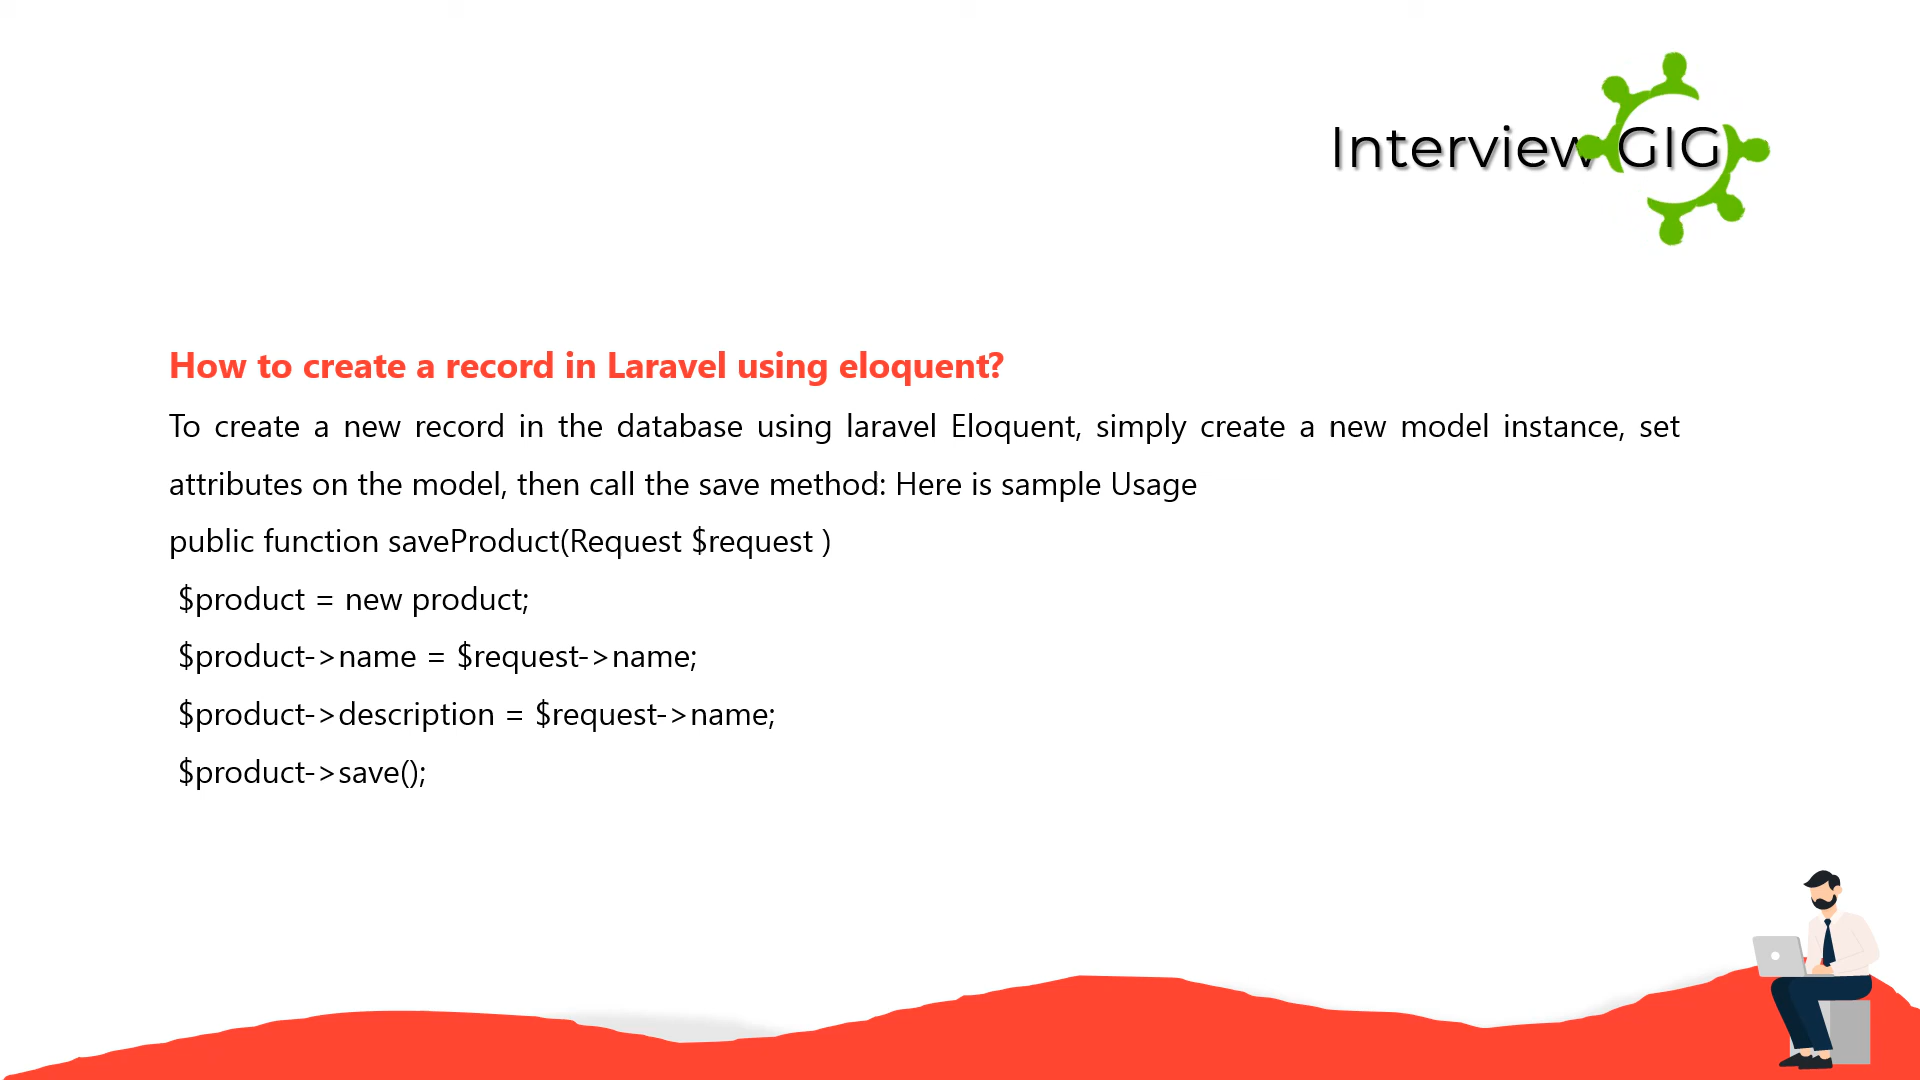 Interview GIG
How to create a record in Laravel using eloquent?
To create a new record in the database using laravel Eloquent, simply create a new model instance, set
attributes on the model, then call the save method: Here is sample Usage
public function saveProduct(Request $request )
$product = new product;
$product->name = $request->name;
$product->description = $request->name;
$product->save();